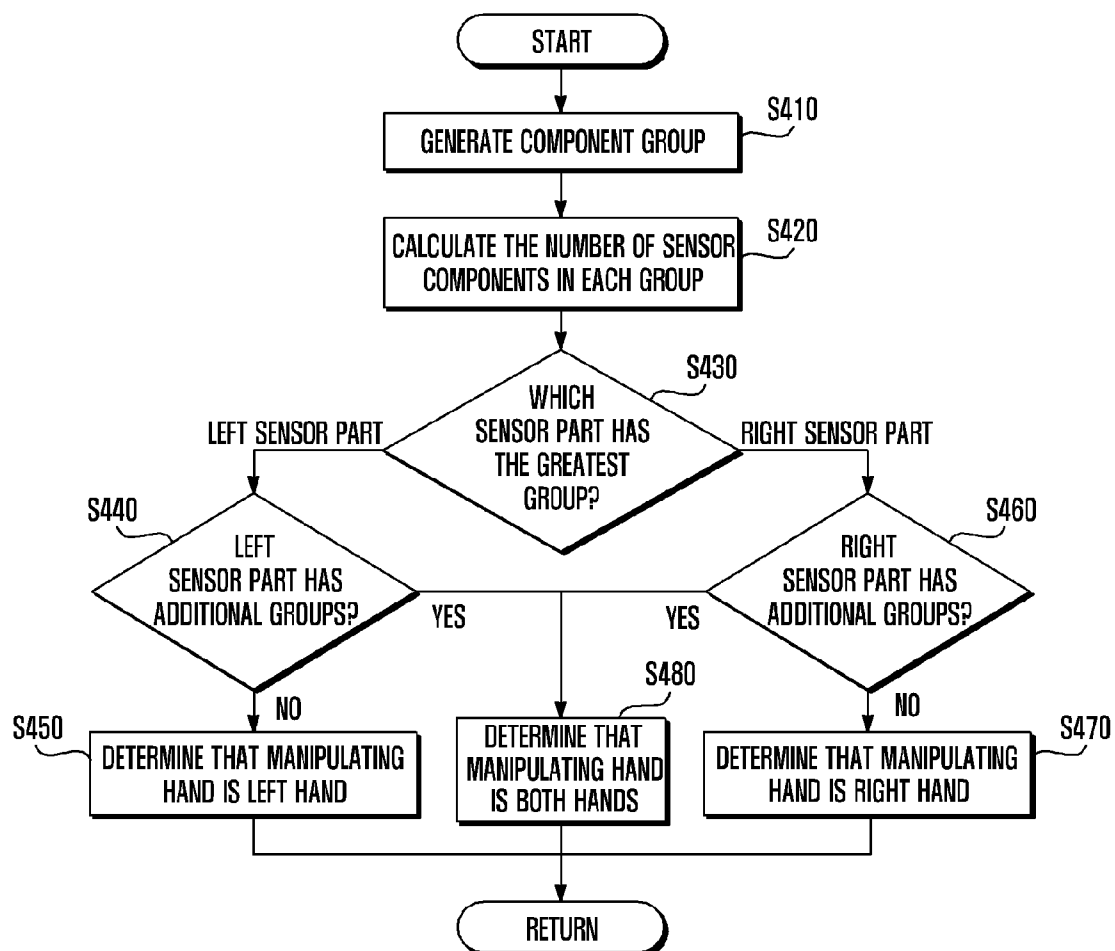 START
S410
GENERATE COMPONENT GROUP
S420
CALCULATE THE NUMBER OF SENSOR
COMPONENTS IN EACH GROUP
S430
WHICH
SENSOR PART HAS
THE GREATEST
GROUP?
LEFT SENSOR PART
RIGHT SENSOR PART
S440
LEFT
SENSOR PART HAS
ADDITIONAL GROUPS?
S460
RIGHT
SENSOR PART HAS
ADDITIONAL GROUPS?
YES
YES
NO
NO
S450
DETERMINE THAT MANIPULATING
HAND IS LEFT HAND
S480
DETERMINE THAT
MANIPULATING HAND
IS BOTH HANDS
S470
DETERMINE THAT MANIPULATING
HAND IS RIGHT HAND
RETURN